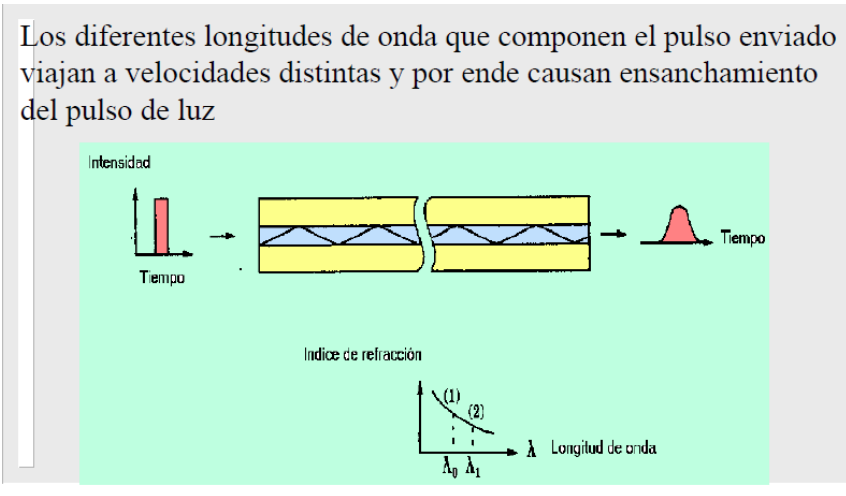 Los diferentes longitudes de onda que componen el pulso enviado
viajan a velocidades distintas y por ende causan ensanchamiento
del pulso de luz
Intensidad
Tiempo
Tiempo
Indice de refracción
(1)
(2)
λ Longitud de onda
λ₀ λ₁